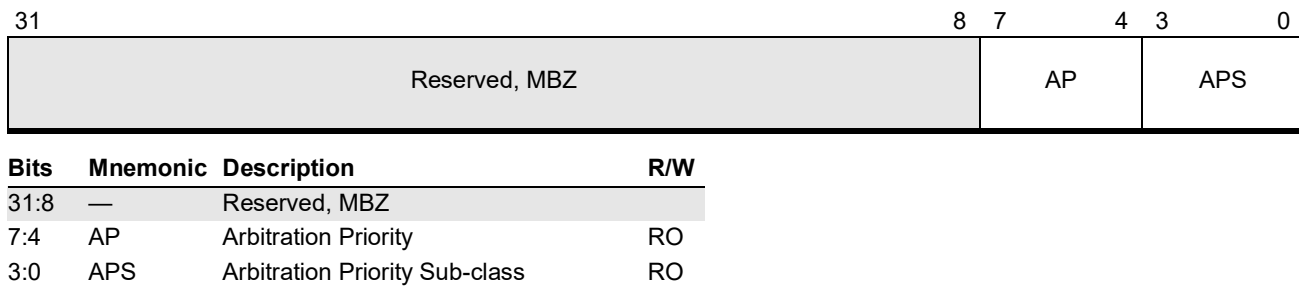 31 8 7 4 3 0
Reserved, MBZ AP APS
Bits Mnemonic Description R/W
31:8 — Reserved, MBZ
7:4 AP Arbitration Priority RO
3:0 APS Arbitration Priority Sub-class RO